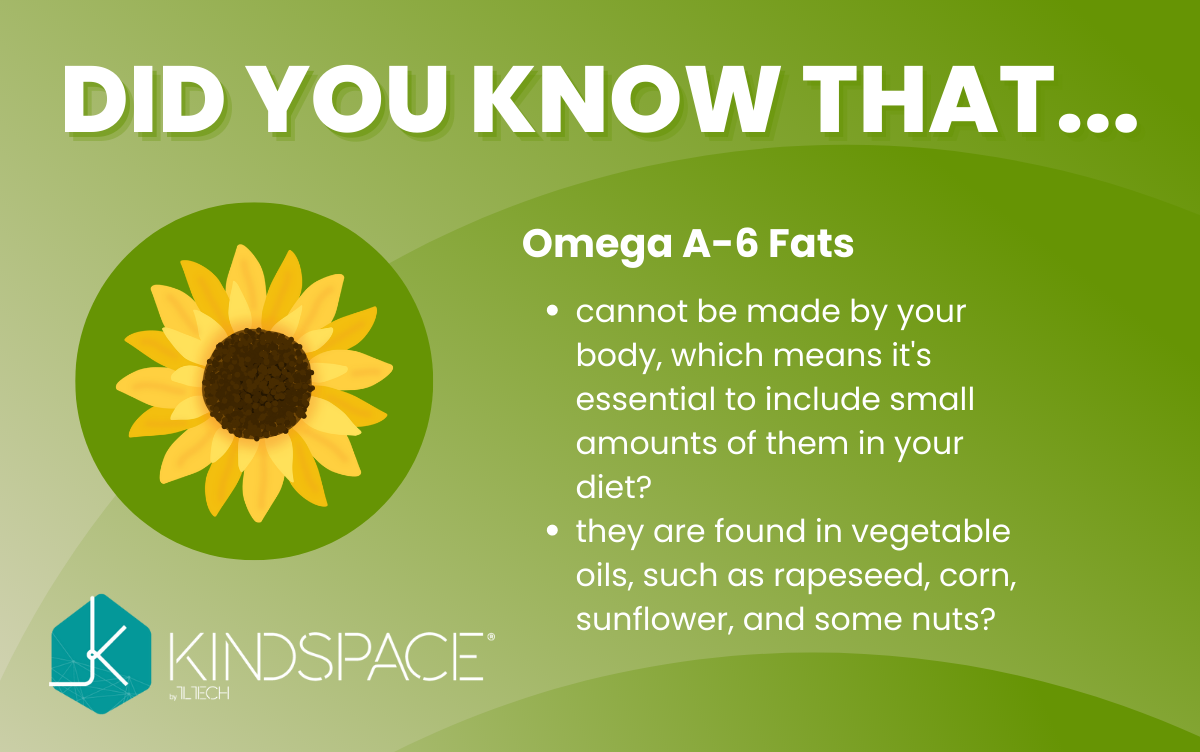 DID YOU KNOW THAT...
Omega A-6 Fats
• cannot be made by your
body, which means it's
essential to include small
amounts of them in your
diet?
• they are found in vegetable
oils, such as rapeseed, corn,
sunflower, and some nuts?
KINDSPACE®
by TLTECH